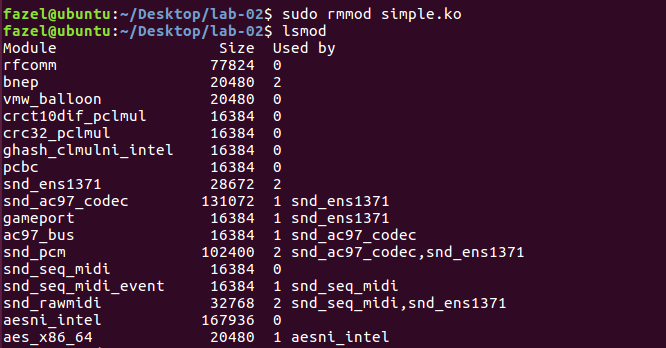 fazel@ubuntu:~/Desktop/lab-02$ sudo rmmod simple.ko
fazel@ubuntu:~/Desktop/lab-02$ lsmod
Module                  Size  Used by
rfcomm                 77824  0
bnep                   20480  2
vmw_balloon            20480  0
crct10dif_pclmul       16384  0
crc32_pclmul           16384  0
ghash_clmulni_intel    16384  0
pcbc                   16384  0
snd_ens1371            28672  2
snd_ac97_codec        131072  1 snd_ens1371
gameport               16384  1 snd_ens1371
ac97_bus               16384  1 snd_ac97_codec
snd_pcm               102400  2 snd_ac97_codec,snd_ens1371
snd_seq_midi           16384  0
snd_seq_midi_event     16384  1 snd_seq_midi
snd_rawmidi            32768  2 snd_seq_midi,snd_ens1371
aesni_intel           167936  0
aes_x86_64             20480  1 aesni_intel